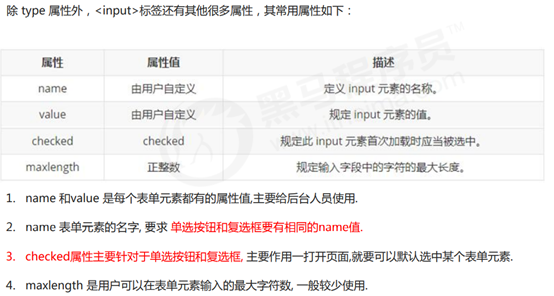 除 type 属性外，<input>标签还有其他很多属性，其常用属性如下：
属性 属性值 描述
name 由用户自定义 定义 input 元素的名称。
value 由用户自定义 规定 input 元素的值。
checked checked 规定此 input 元素首次加载时应当被选中。
maxlength 正整数 规定输入字段中的字符的最大长度。
黑马程序员
www.itheima.com
1. name 和value 是每个表单元素都有的属性值,主要给后台人员使用.
2. name 表单元素的名字, 要求 单选按钮和复选框要有相同的name值.
3. checked属性主要针对于单选按钮和复选框, 主要作用一打开页面,就要可以默认选中某个表单元素.
4. maxlength 是用户可以在表单元素输入的最大字符数, 一般较少使用.